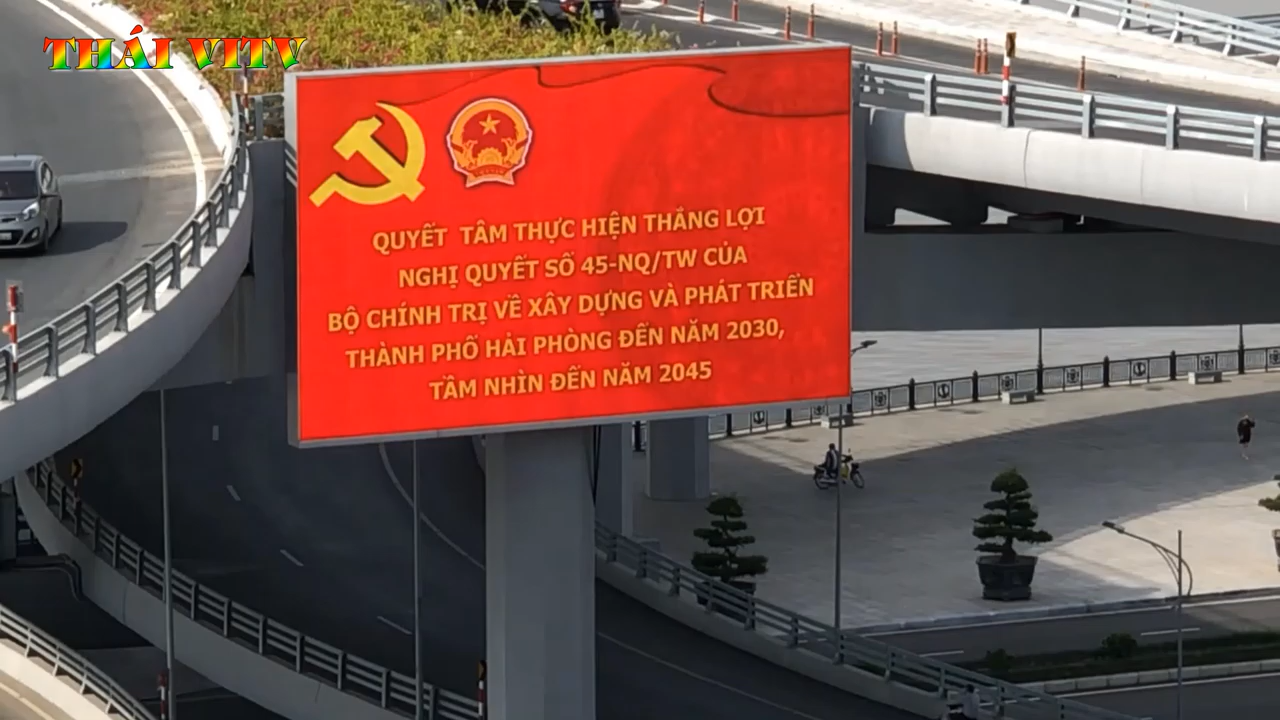 THÁI VITV
QUYẾT TÂM THỰC HIỆN THẮNG LỢI
NGHỊ QUYẾT SỐ 45-NQ/TW CỦA
BỘ CHÍNH TRỊ VỀ XÂY DỰNG VÀ PHÁT TRIỂN
THÀNH PHỐ HẢI PHÒNG ĐẾN NĂM 2030,
TẦM NHÌN ĐẾN NĂM 2045